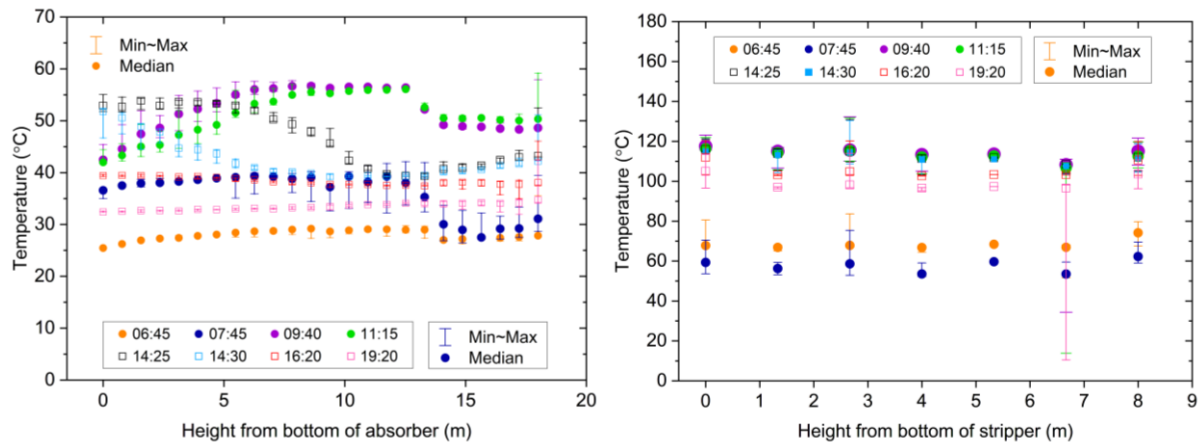 70
60
50
40
30
20
10
0
Temperature (°C)
Min~Max
Median
06:45 07:45 09:40 11:15
14:25 14:30 16:20 19:20
Min~Max
Median
0 5 10 15 20
Height from bottom of absorber (m)
180
160
140
120
100
80
60
40
20
0
Temperature (°C)
06:45 07:45 09:40 11:15
14:25 14:30 16:20 19:20
Min~Max
Median
0 1 2 3 4 5 6 7 8 9
Height from bottom of stripper (m)